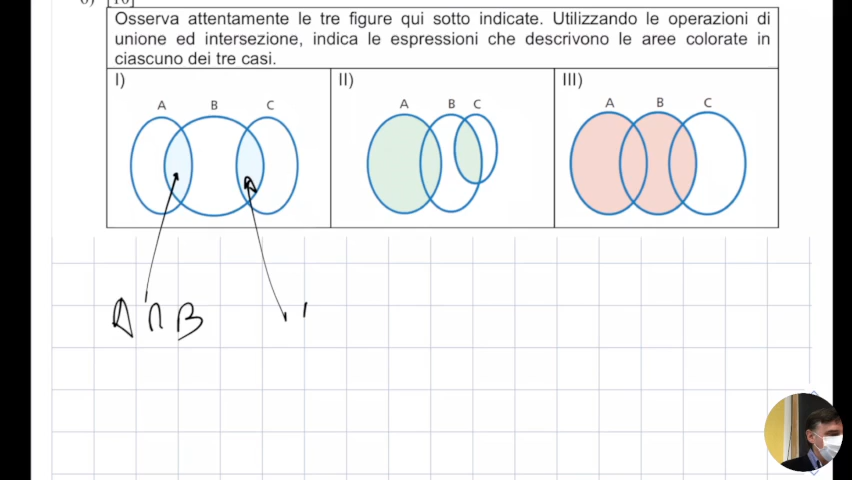 6) [10]
Osserva attentamente le tre figure qui sotto indicate. Utilizzando le operazioni di
unione ed intersezione, indica le espressioni che descrivono le aree colorate in
ciascuno dei tre casi.
I) II) III)
A B C A B C A B C
A ∩ B